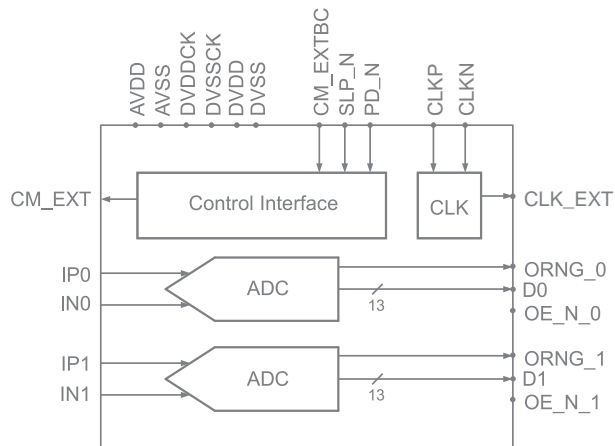 AVDD
AVSS
DVDDCK
DVSSCK
DVDD
DVSS
CM_EXTBC
SLP_N
PD_N
CLKP
CLKN
CM_EXT
Control Interface
CLK
CLK_EXT
IP0
IN0
ADC
13
ORNG_0
D0
OE_N_0
IP1
IN1
ADC
13
ORNG_1
D1
OE_N_1